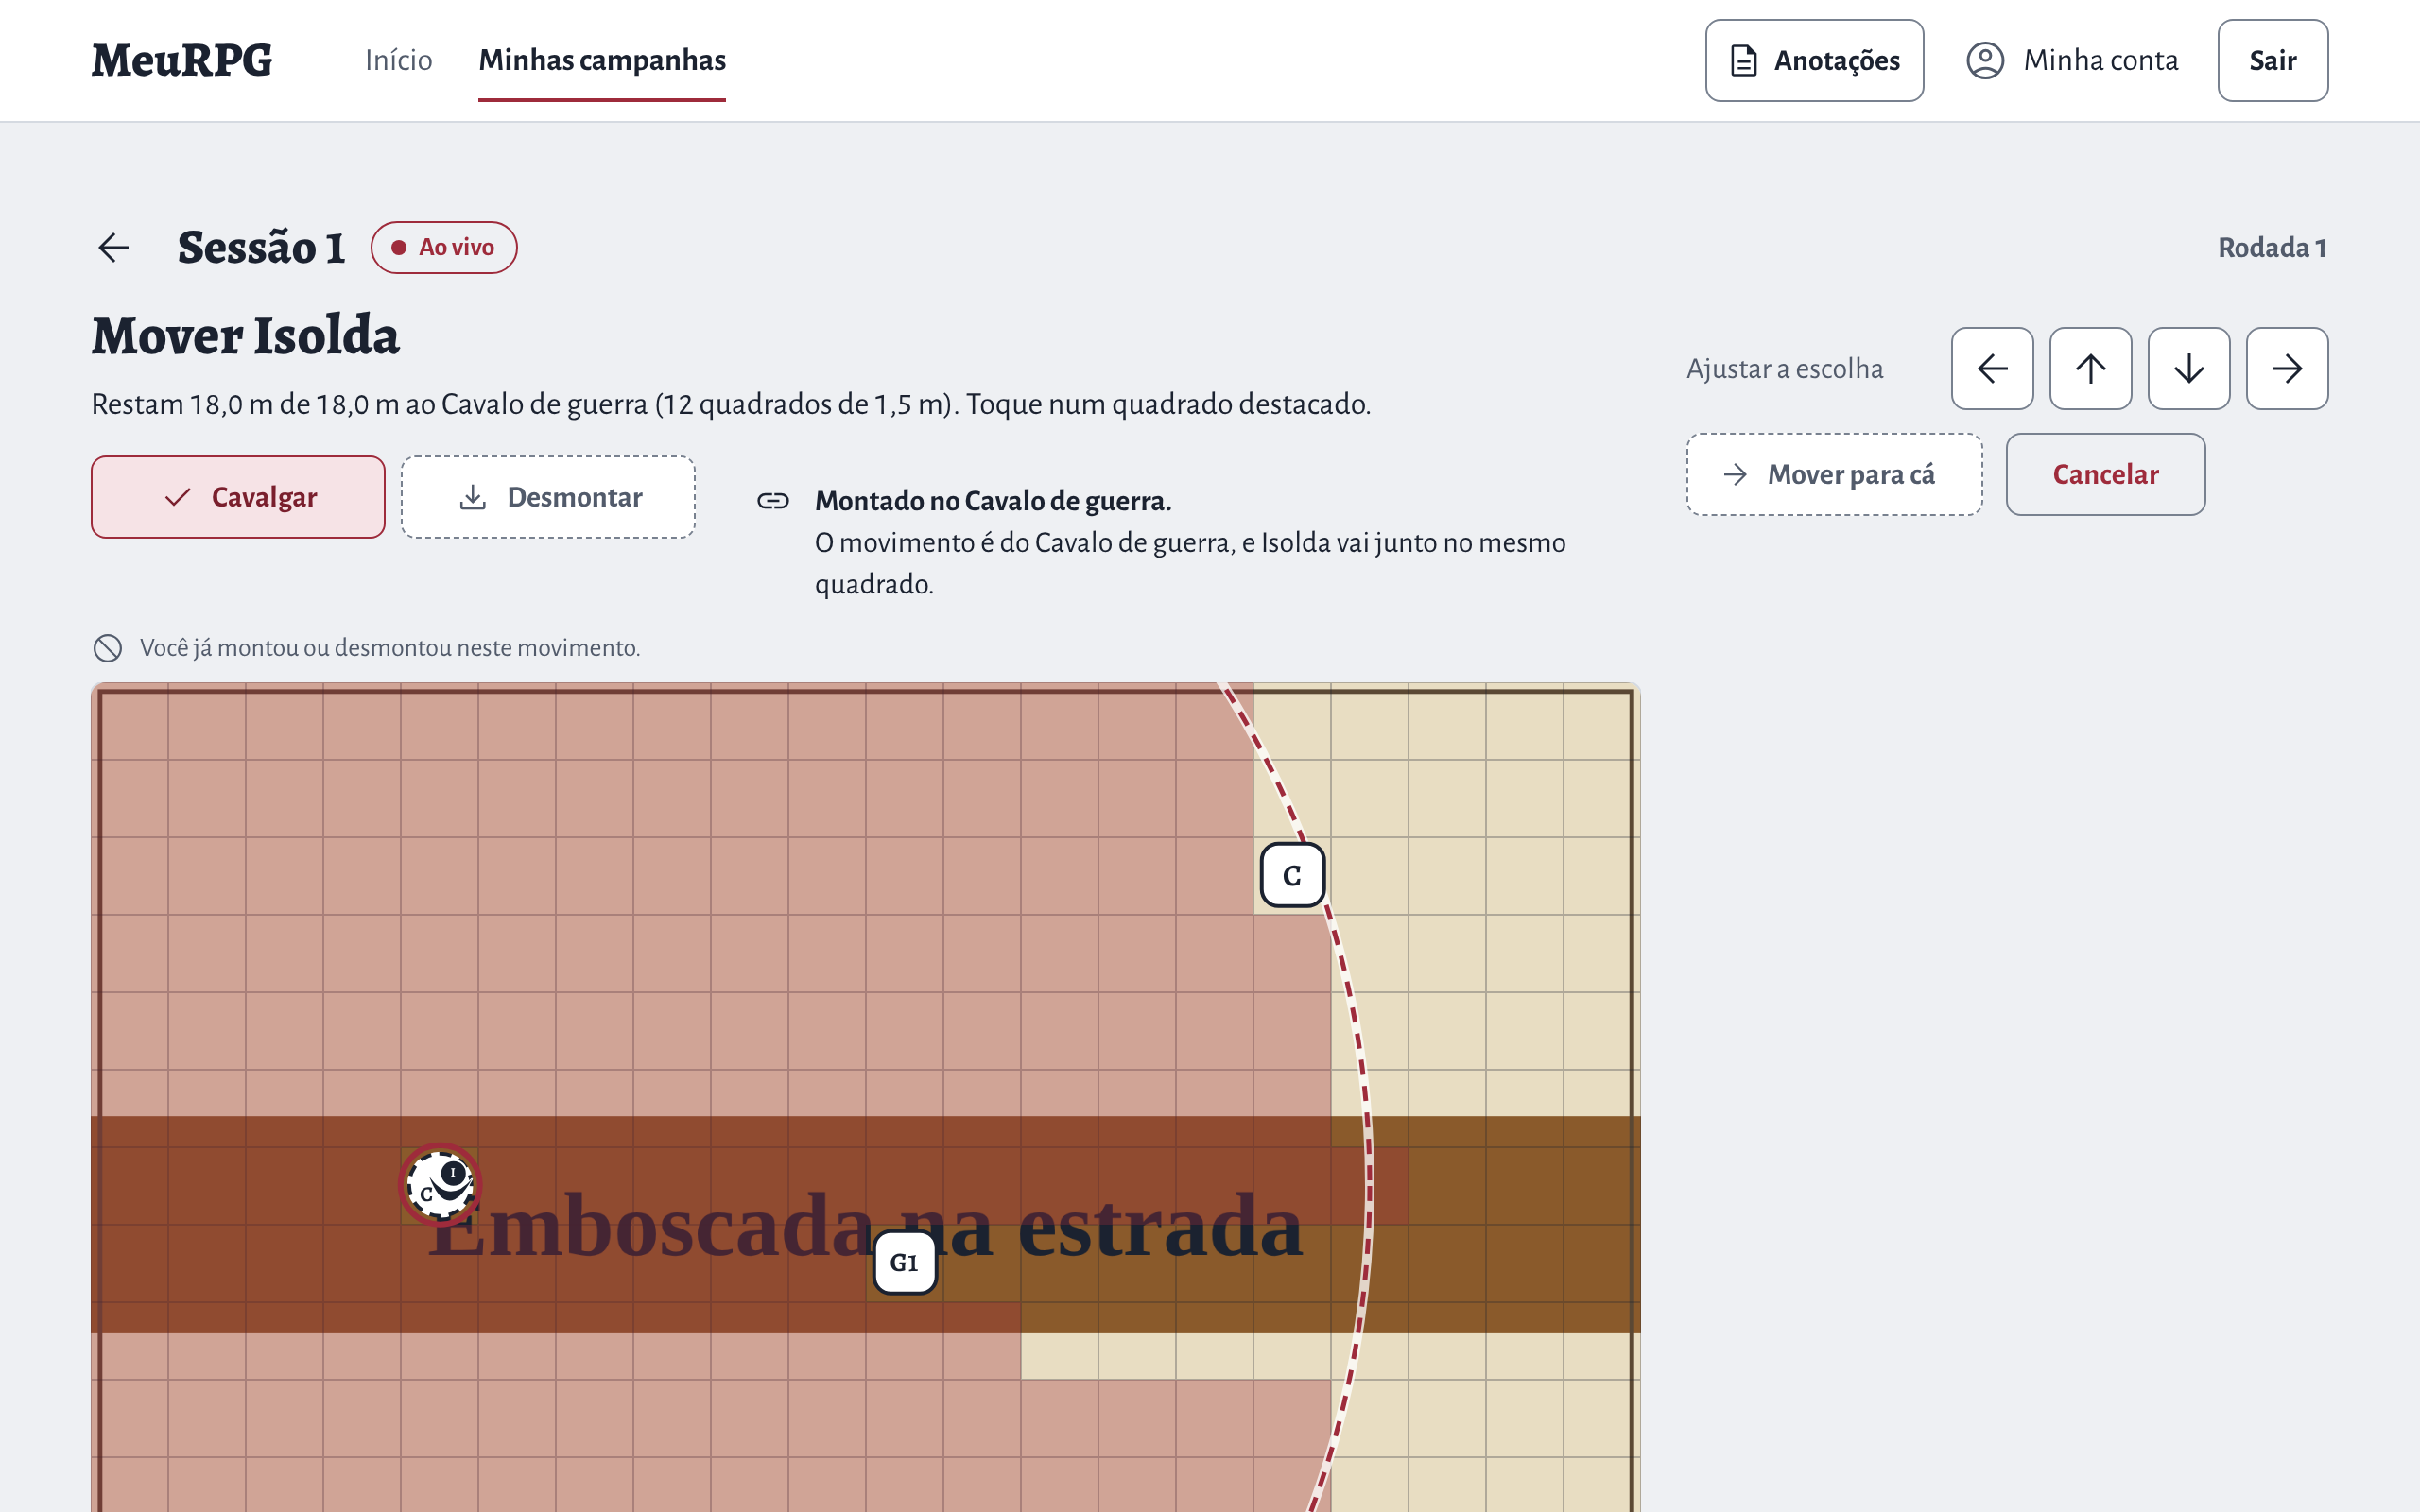 MeuRPG
Início
Minhas campanhas
Anotações
Minha conta
Sair
Sessão 1
Ao vivo
Rodada 1
Mover Isolda
Restam 18,0 m de 18,0 m ao Cavalo de guerra (12 quadrados de 1,5 m). Toque num quadrado destacado.
Ajustar a escolha
Cavalgar
Desmontar
Montado no Cavalo de guerra.
O movimento é do Cavalo de guerra, e Isolda vai junto no mesmo
quadrado.
Mover para cá
Cancelar
Você já montou ou desmontou neste movimento.
C
I
C
Emboscada na estrada
G1